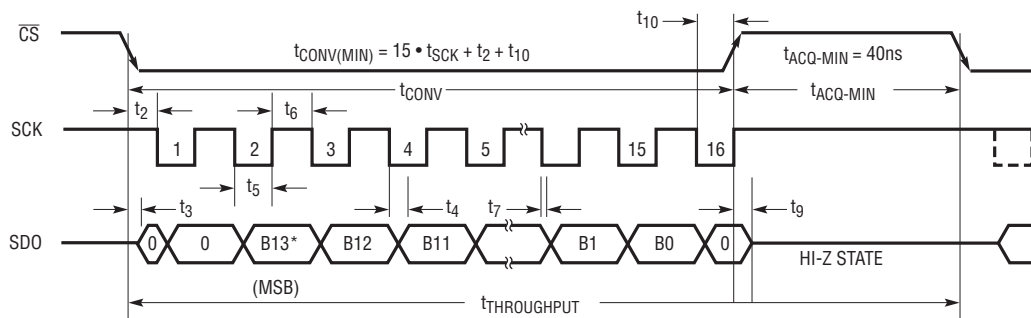 CS
t10
tCONV(MIN) = 15 • tSCK + t2 + t10
tACQ-MIN = 40ns
tCONV
tACQ-MIN
t2
t6
SCK
1
2
3
4
5
15
16
t5
t3
t4
t7
t9
SDO
0
0
B13*
B12
B11
B1
B0
0
HI-Z STATE
(MSB)
tTHROUGHPUT